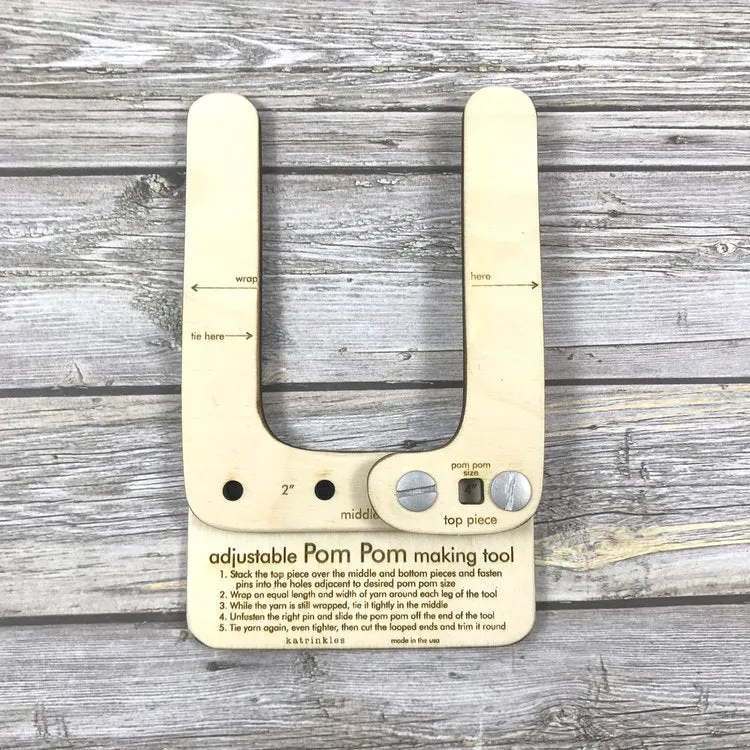 wrap
here
tie here
pom pom
size
2"
4"
middle
top piece
adjustable Pom Pom making tool
1. Stack the top piece over the middle and bottom pieces and fasten
pins into the holes adjacent to desired pom pom size
2. Wrap an equal length and width of yarn around each leg of the tool
3. While the yarn is still wrapped, tie it tightly in the middle
4. Unfusten the right pin and slide the pom pom off the end of the tool
5. Tie yarn again, even tighter, then cut the looped ends and trim it round
katrinkles
made in the usa